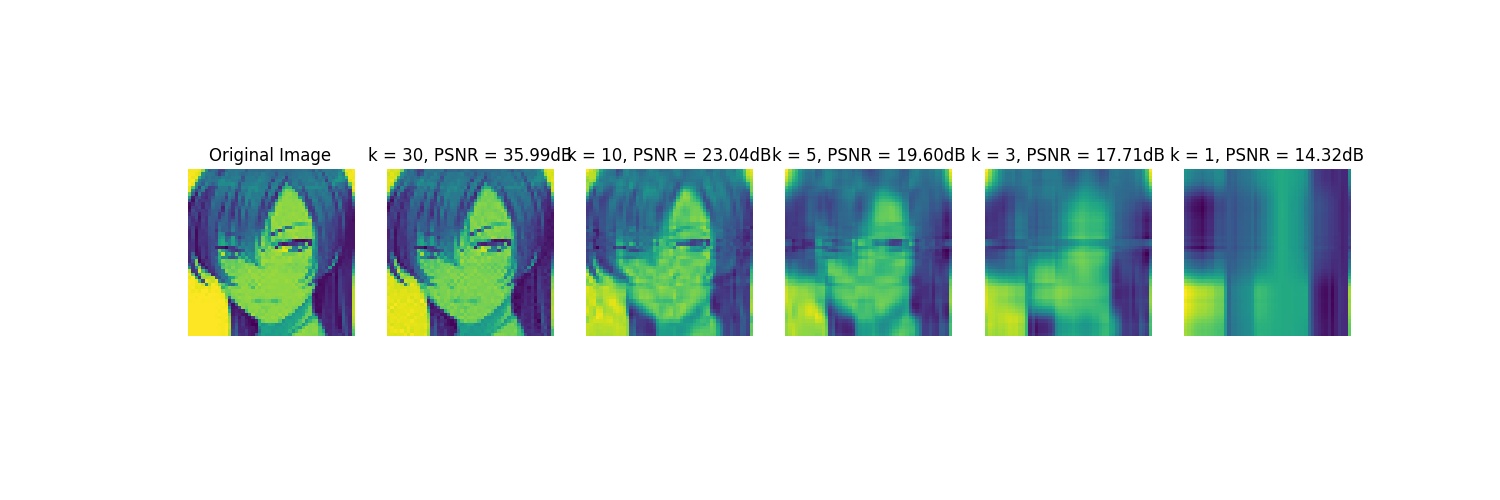 Original Image
k = 30, PSNR = 35.99dB
k = 10, PSNR = 23.04dB
k = 5, PSNR = 19.60dB
k = 3, PSNR = 17.71dB
k = 1, PSNR = 14.32dB